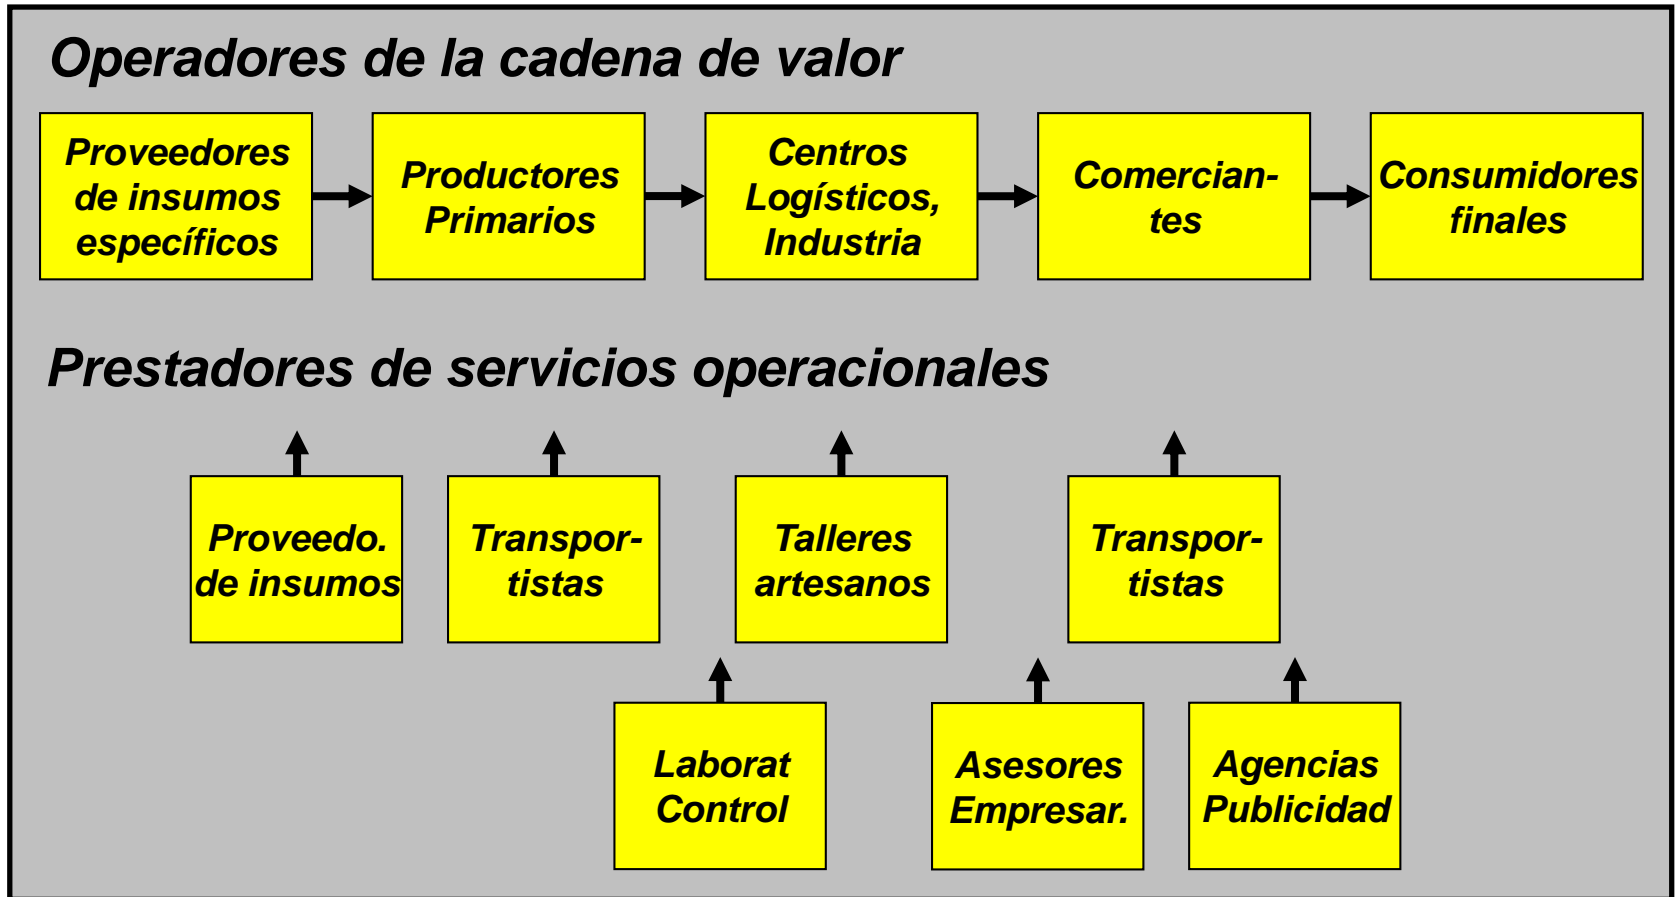 Operadores de la cadena de valor
Proveedores
de insumos
específicos
Productores
Primarios
Centros
Logísticos,
Industria
Comercian-
tes
Consumidores
finales
Prestadores de servicios operacionales
Proveedo.
de insumos
Transpor-
tistas
Talleres
artesanos
Transpor-
tistas
Laborat
Control
Asesores
Empresar.
Agencias
Publicidad